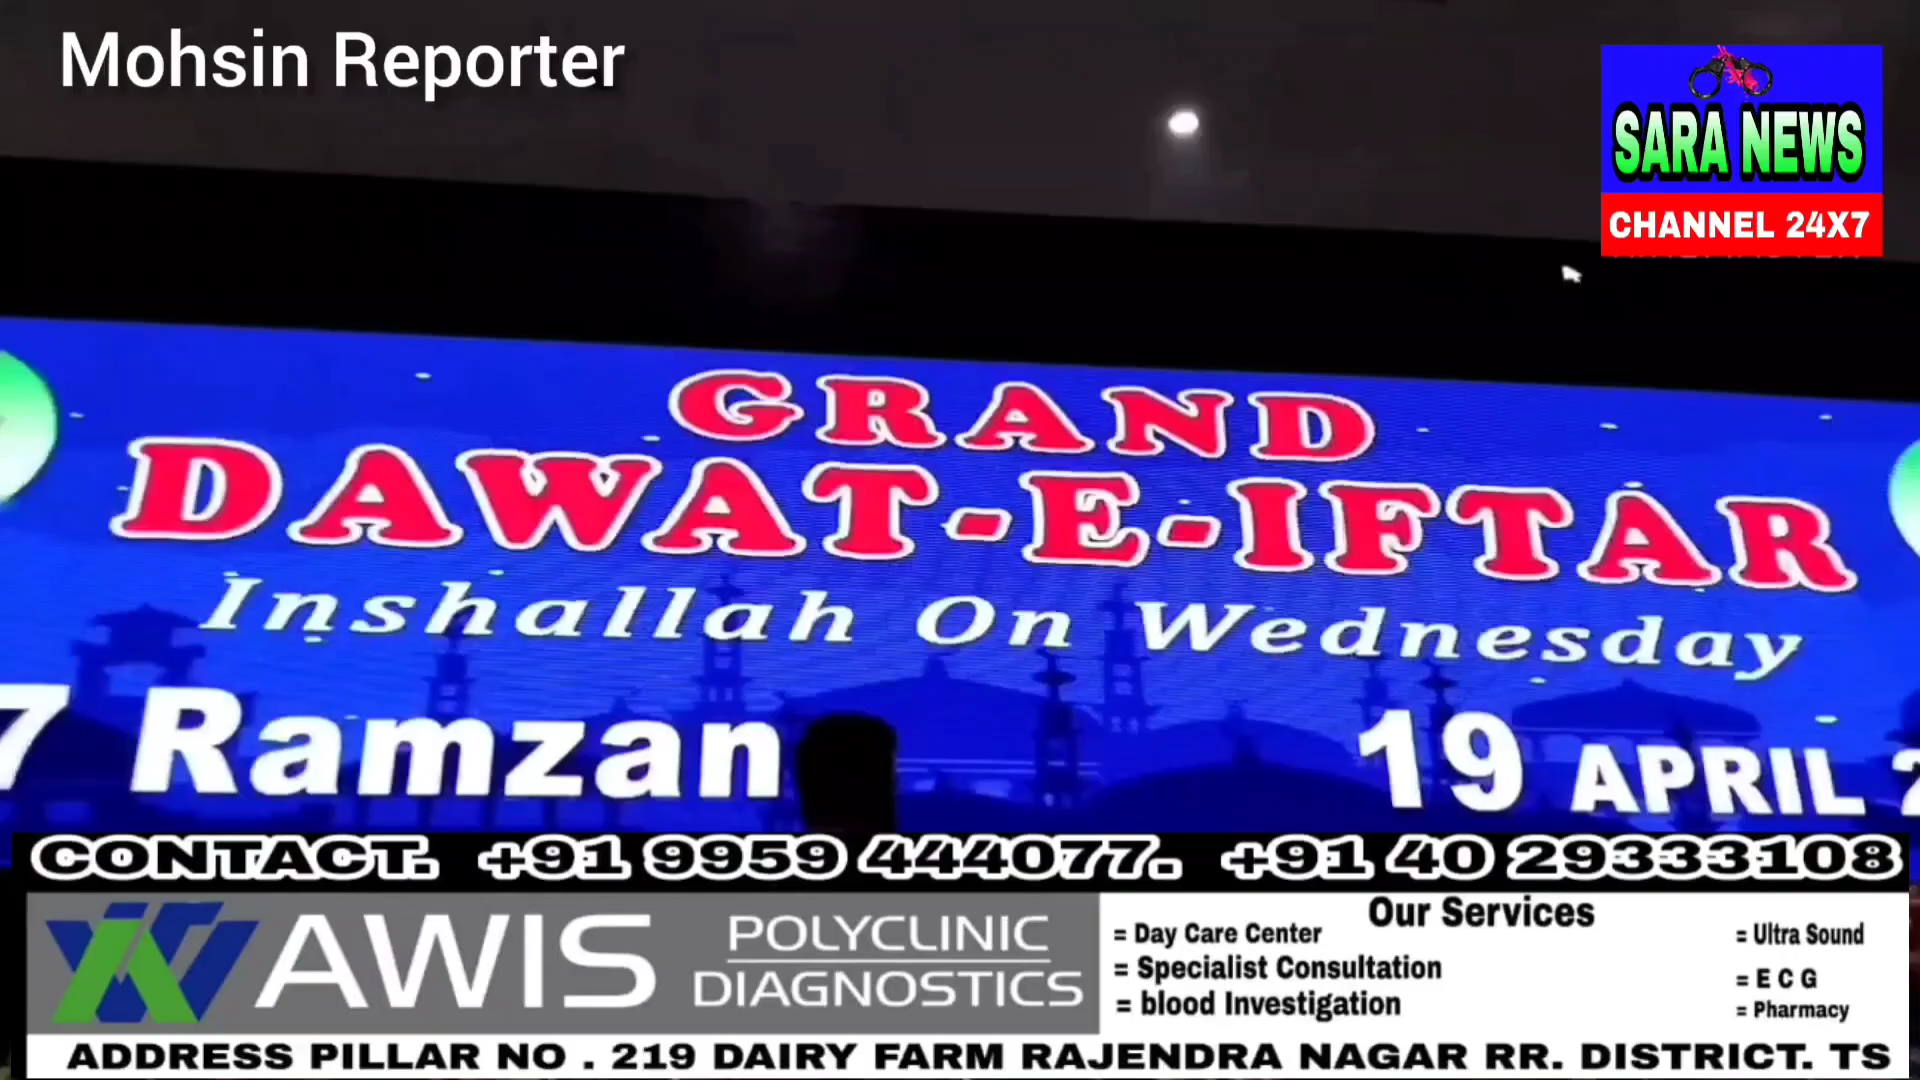 Mohsin Reporter
SARA NEWS
CHANNEL 24X7
GRAND
DAWAT-E-IFTAR
Inshallah On Wednesday
7 Ramzan
19 APRIL 2
CONTACT. +91 9959 444077. +91 40 29333108
AWIS
POLYCLINIC
DIAGNOSTICS
Our Services
= Day Care Center
= Specialist Consultation
= blood Investigation
= Ultra Sound
= E C G
= Pharmacy
ADDRESS PILLAR NO . 219 DAIRY FARM RAJENDRA NAGAR RR. DISTRICT. TS